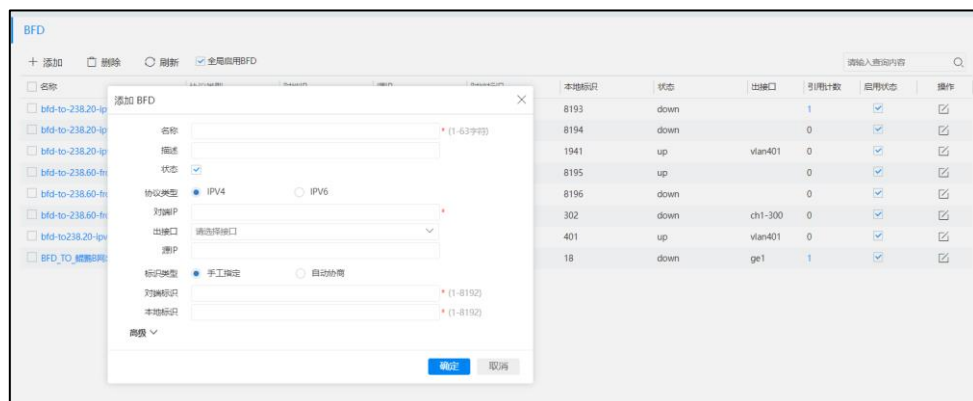 BFD
添加 删除 刷新 全局启用BFD 请输入查询内容
名称 本地标识 状态 出接口 引用计数 启用状态 操作
添加 BFD
bfd-to-238.20-ip 8193 down 1
名称 * (1-63字符)
bfd-to-238.20-ip 8194 down 0
描述
bfd-to-238.20-ip 1941 up vlan401 0
状态
bfd-to-238.60-fr 8195 up 0
协议类型 IPV4 IPV6
bfd-to-238.60-fr 8196 down 0
对端IP *
bfd-to-238.60-fr 302 down ch1-300 0
出接口 请选择接口
bfd-to238.20-ip 401 up vlan401 0
源IP
BFD_TO_ 18 down ge1 1
标识类型 手工指定 自动协商
对端标识 * (1-8192)
本地标识 * (1-8192)
高级
确定 取消